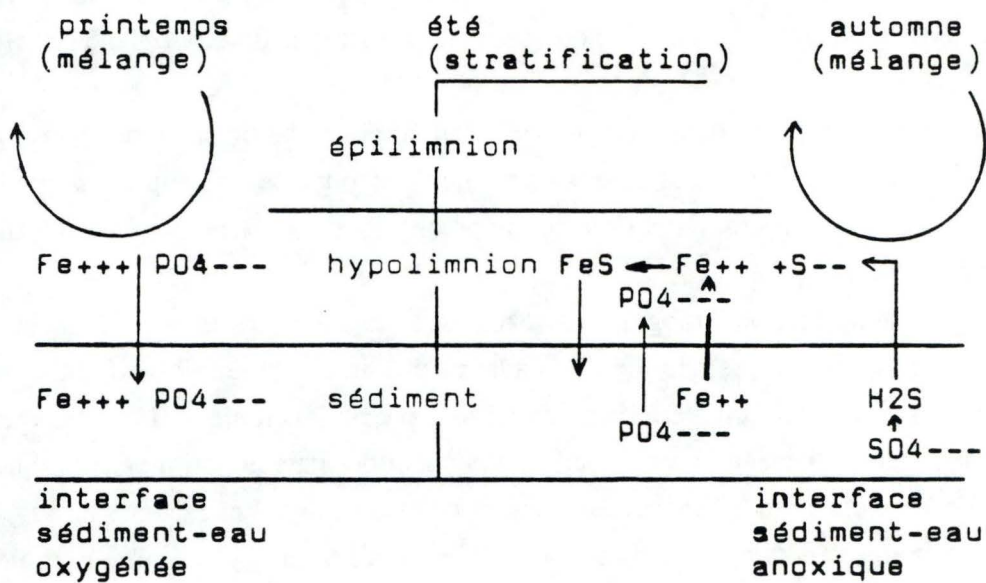 printemps été automne
(mélange) (stratification) (mélange)
épilimnion
Fe+++ PO4--- hypolimnion FeS Fe++ +S--
PO4---
Fe+++ PO4--- sédiment Fe++ H2S
PO4--- SO4---
interface interface
sédiment-eau sédiment-eau
oxygénée anoxique